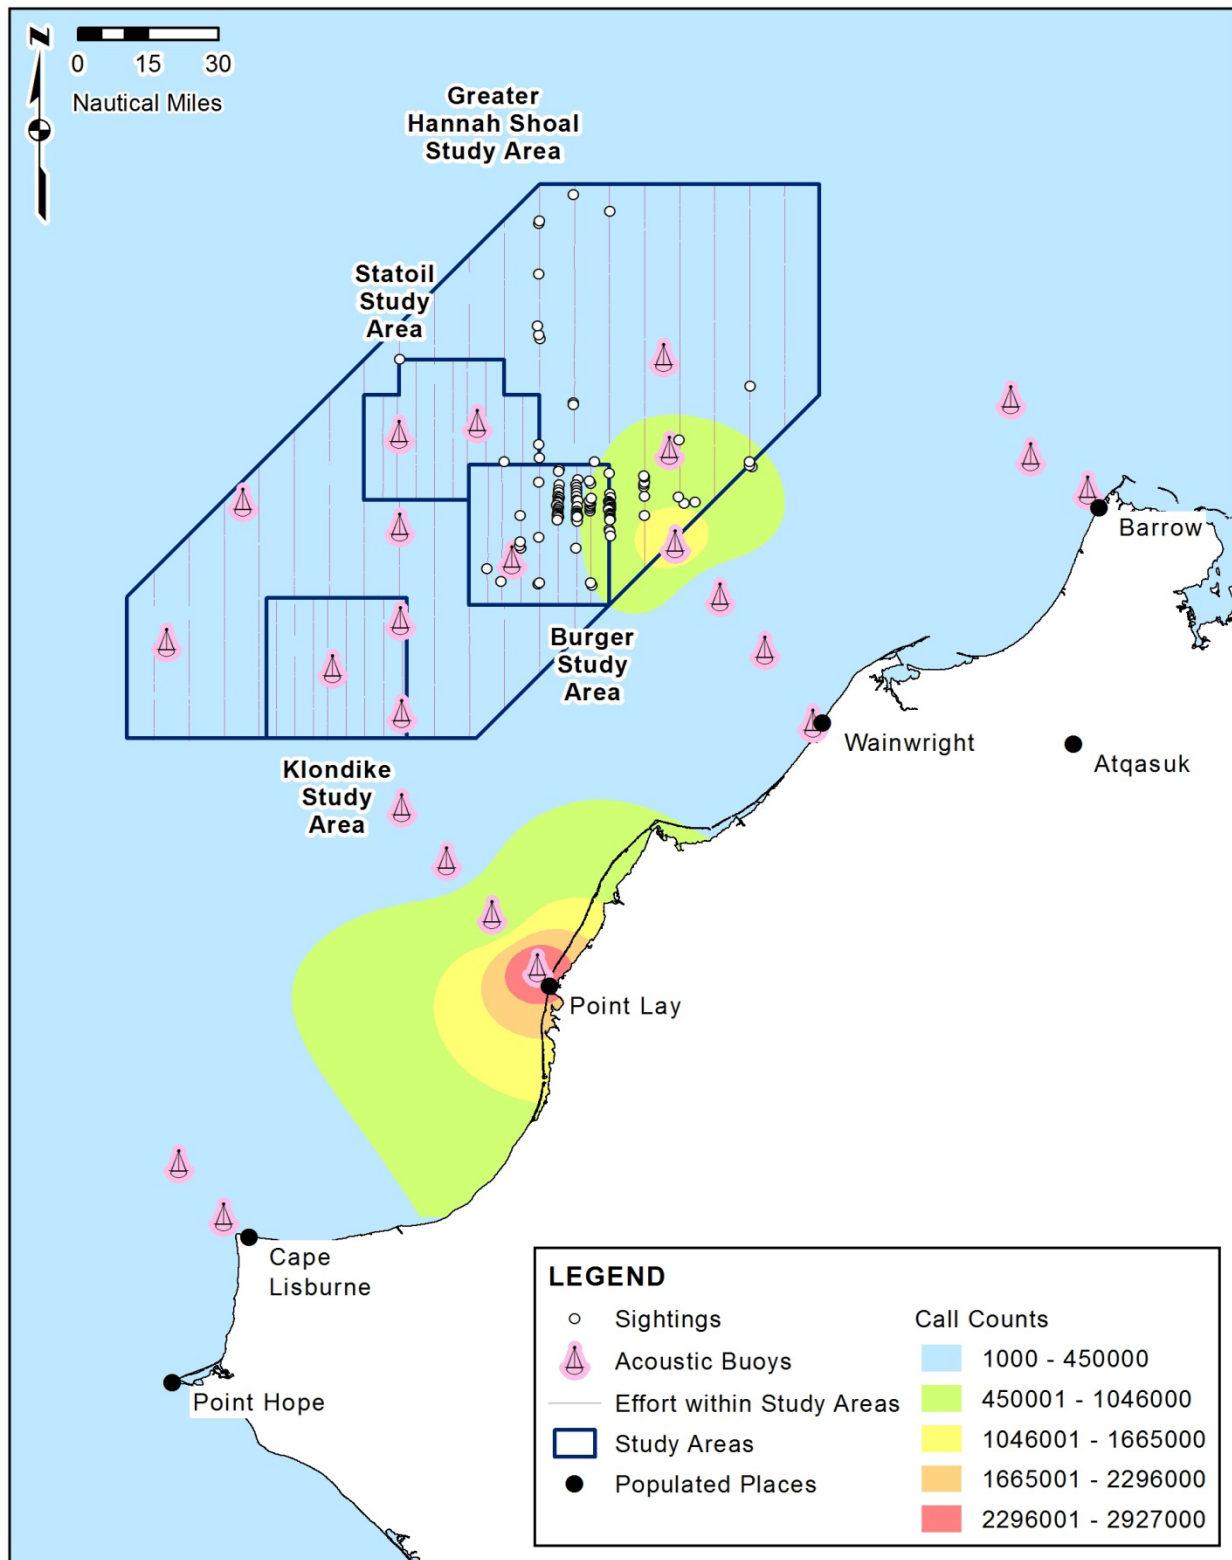 N
0 15 30
Nautical Miles
Greater
Hannah Shoal
Study Area
Statoil
Study
Area
Barrow
Burger
Study
Area
Wainwright
Atqasuk
Klondike
Study
Area
Point Lay
Cape
Lisburne
Point Hope
LEGEND
Sightings
Acoustic Buoys
Effort within Study Areas
Study Areas
Populated Places
Call Counts
1000 - 450000
450001 - 1046000
1046001 - 1665000
1665001 - 2296000
2296001 - 2927000